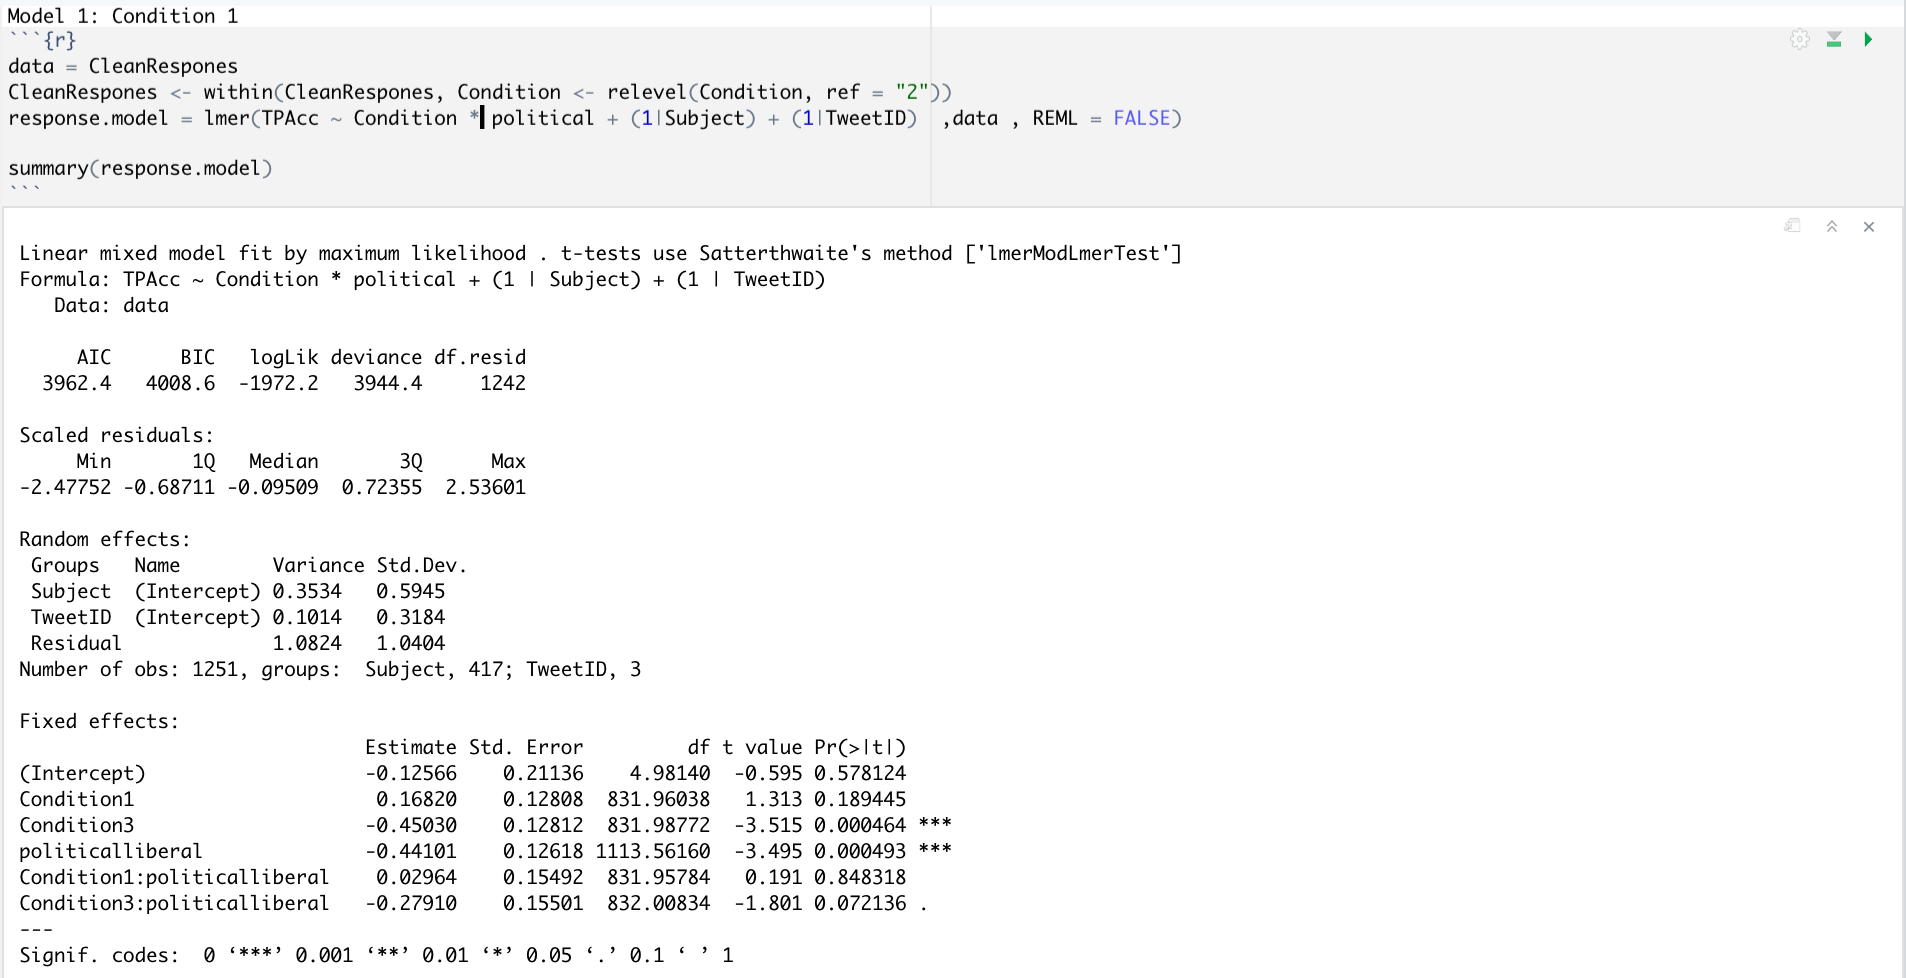 Model 1: Condition 1
```{r}
data = CleanRespones
CleanRespones <- within(CleanRespones, Condition <- relevel(Condition, ref = "2"))
response.model = lmer(TPAcc ~ Condition * political + (1|Subject) + (1|TweetID)  ,data , REML = FALSE)

summary(response.model)
```

Linear mixed model fit by maximum likelihood . t-tests use Satterthwaite's method ['lmerModLmerTest']
Formula: TPAcc ~ Condition * political + (1 | Subject) + (1 | TweetID)
   Data: data

     AIC      BIC   logLik deviance df.resid
  3962.4   4008.6  -1972.2   3944.4     1242

Scaled residuals:
     Min       1Q   Median       3Q      Max
-2.47752 -0.68711 -0.09509  0.72355  2.53601

Random effects:
 Groups   Name        Variance Std.Dev.
 Subject  (Intercept) 0.3534   0.5945
 TweetID  (Intercept) 0.1014   0.3184
 Residual             1.0824   1.0404
Number of obs: 1251, groups:  Subject, 417; TweetID, 3

Fixed effects:
                              Estimate Std. Error         df t value Pr(>|t|)
(Intercept)                   -0.12566    0.21136    4.98140  -0.595 0.578124
Condition1                     0.16820    0.12808  831.96038   1.313 0.189445
Condition3                    -0.45030    0.12812  831.98772  -3.515 0.000464 ***
politicalliberal              -0.44101    0.12618 1113.56160  -3.495 0.000493 ***
Condition1:politicalliberal    0.02964    0.15492  831.95784   0.191 0.848318
Condition3:politicalliberal   -0.27910    0.15501  832.00834  -1.801 0.072136 .
---
Signif. codes:  0 ‘***’ 0.001 ‘**’ 0.01 ‘*’ 0.05 ‘.’ 0.1 ‘ ’ 1